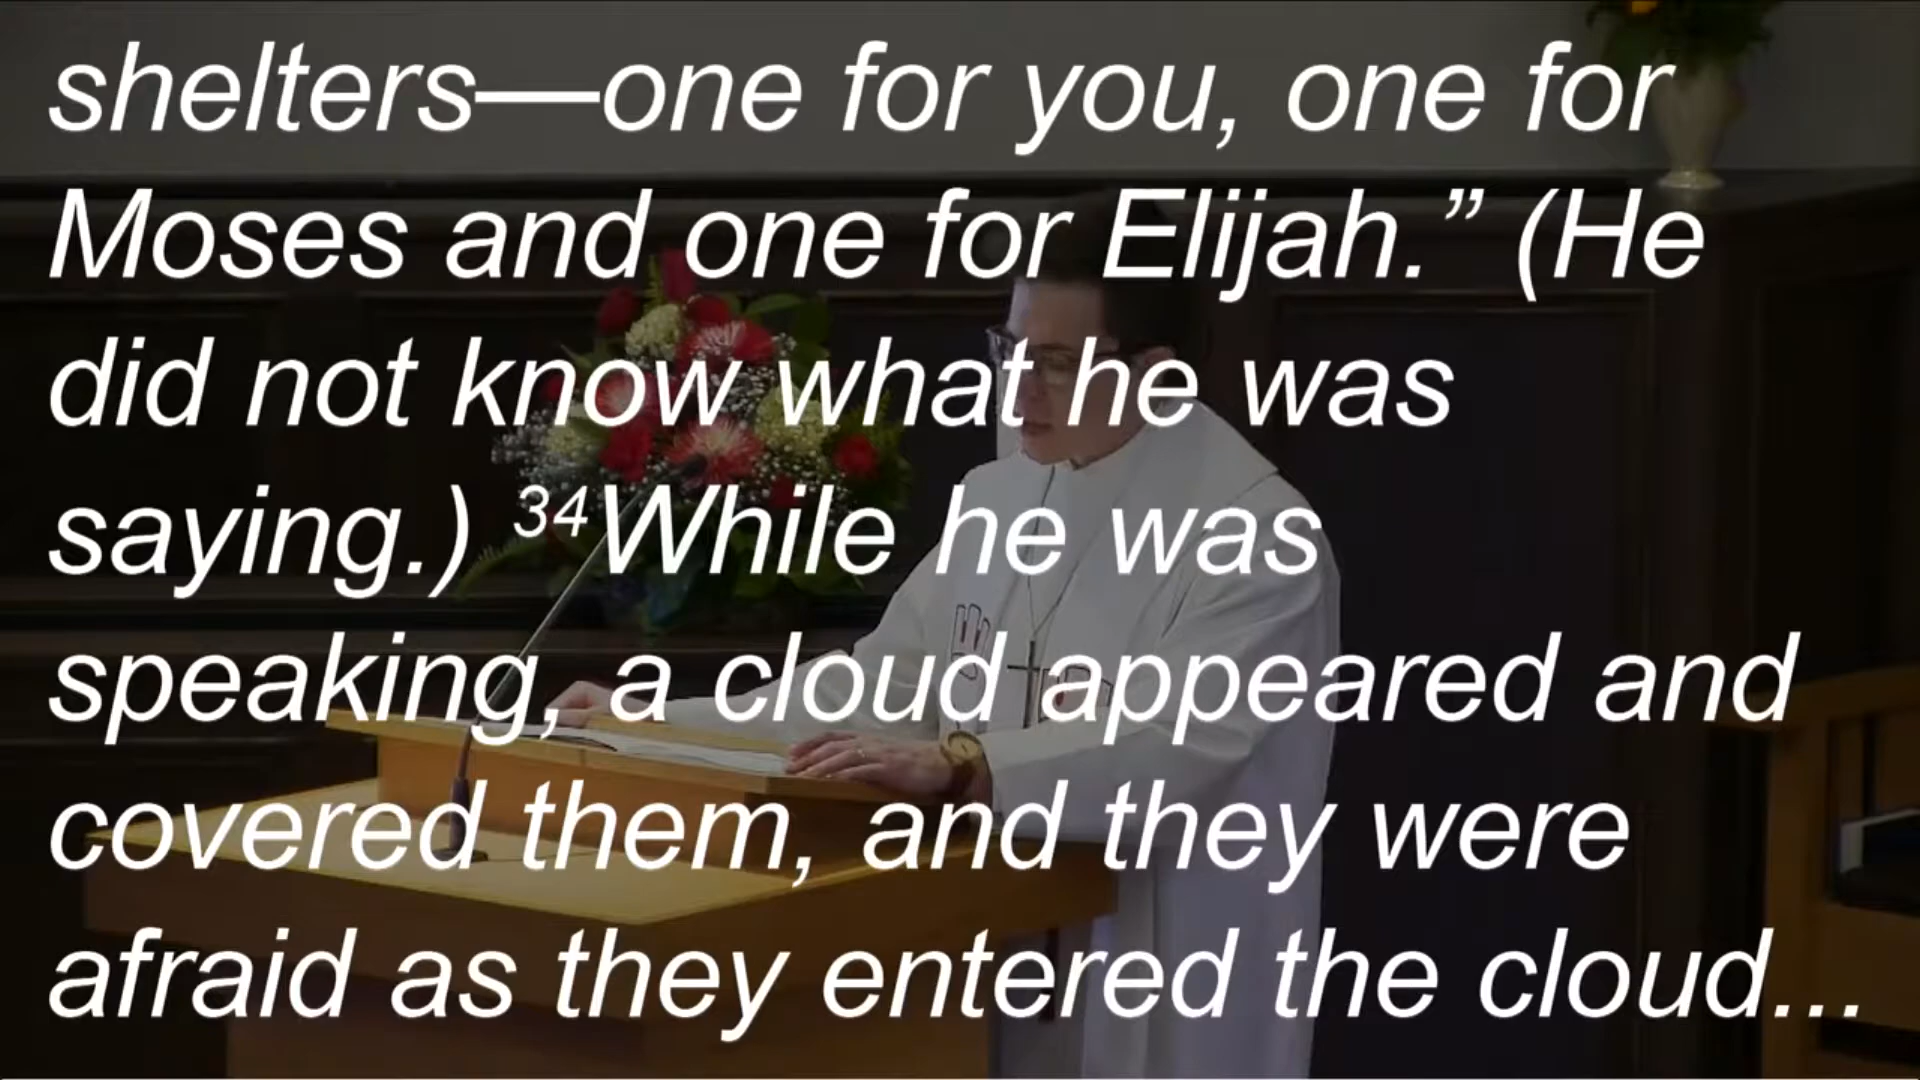 shelters—one for you, one for
Moses and one for Elijah.” (He
did not know what he was
saying.) ³⁴While he was
speaking, a cloud appeared and
covered them, and they were
afraid as they entered the cloud...